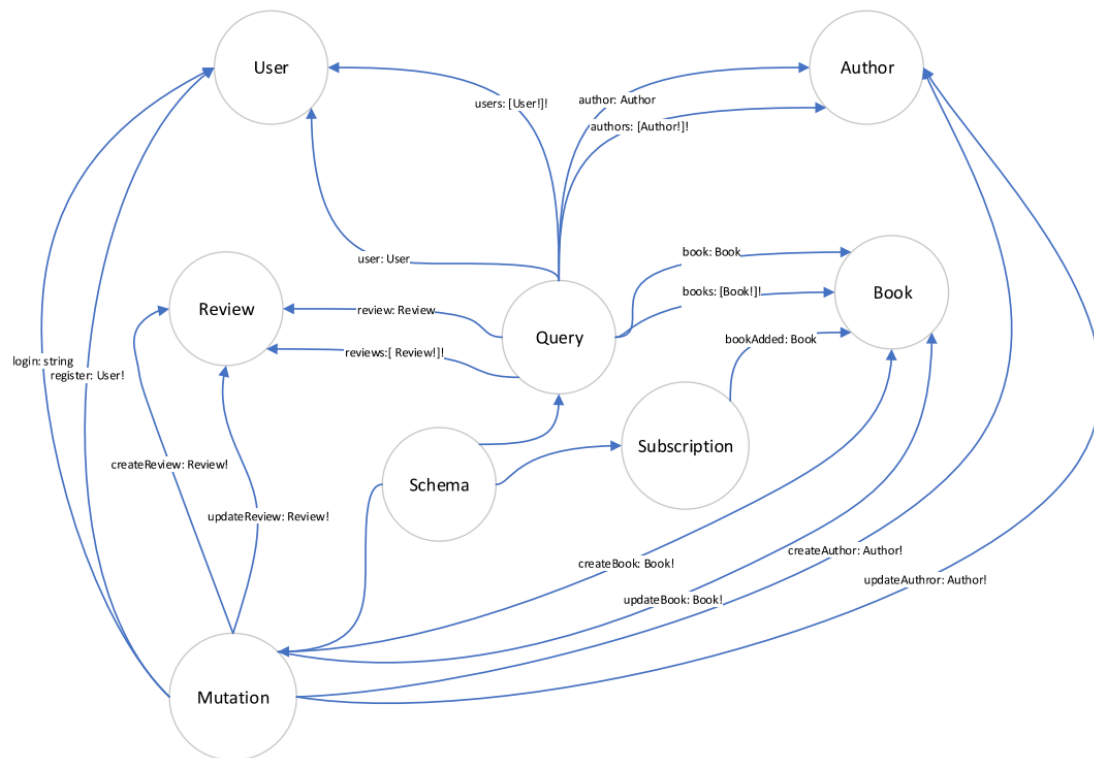 User
Author
users: [User!]!
author: Author
authors: [Author!]!
user: User
book: Book
Review
review: Review
Query
books: [Book!]!
Book
reviews:[ Review!]!
bookAdded: Book
login: string
register: User!
Subscription
createReview: Review!
Schema
updateReview: Review!
createAuthor: Author!
createBook: Book!
updateAuthror: Author!
updateBook: Book!
Mutation